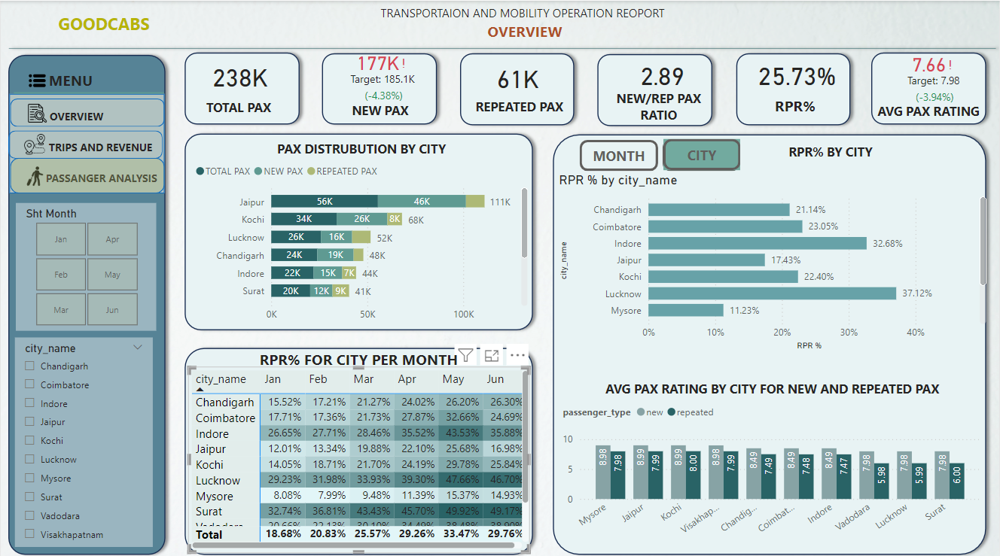 GOODCABS
TRANSPORTAION AND MOBILITY OPERATION REOPORT
OVERVIEW
MENU
OVERVIEW
TRIPS AND REVENUE
PASSANGER ANALYSIS
Sht Month
Jan Apr
Feb May
Mar Jun
city_name
Chandigarh
Coimbatore
Indore
Jaipur
Kochi
Lucknow
Mysore
Surat
Vadodara
Visakhapatnam
238K
TOTAL PAX
177K!
Target: 185.1K
(-4.38%)
NEW PAX
61K
REPEATED PAX
2.89
NEW/REP PAX
RATIO
25.73%
RPR%
7.66!
Target: 7.98
(-3.94%)
AVG PAX RATING
PAX DISTRUBUTION BY CITY
TOTAL PAX NEW PAX REPEATED PAX
Jaipur 56K 46K 111K
Kochi 34K 26K 8K 68K
Lucknow 26K 16K 52K
Chandigarh 24K 19K 48K
Indore 22K 15K 7K 44K
Surat 20K 12K 9K 41K
0K 50K 100K
RPR% FOR CITY PER MONTH
city_name Jan Feb Mar Apr May Jun
Chandigarh 15.52% 17.21% 21.27% 24.02% 26.20% 26.30%
Coimbatore 17.71% 17.36% 21.73% 27.87% 32.66% 24.69%
Indore 26.65% 27.71% 28.46% 35.52% 43.53% 35.88%
Jaipur 12.01% 13.34% 19.88% 22.10% 25.68% 16.98%
Kochi 14.05% 18.71% 21.70% 24.19% 29.78% 25.84%
Lucknow 29.23% 31.98% 33.93% 39.30% 47.66% 46.70%
Mysore 8.08% 7.99% 9.48% 11.39% 15.37% 14.93%
Surat 32.74% 36.81% 43.43% 45.70% 49.92% 49.17%
Total 18.68% 20.83% 25.57% 29.26% 33.47% 29.76%
MONTH CITY
RPR% BY CITY
RPR % by city_name
city_name
Chandigarh 21.14%
Coimbatore 23.05%
Indore 32.68%
Jaipur 17.43%
Kochi 22.40%
Lucknow 37.12%
Mysore 11.23%
0% 10% 20% 30% 40%
RPR %
AVG PAX RATING BY CITY FOR NEW AND REPEATED PAX
passenger_type new repeated
10
5
0
8.98 7.98 8.99 7.99 8.99 8.00 8.98 7.99 8.49 7.49 8.49 7.48 8.49 7.47 7.98 5.98 7.98 5.99 7.98 6.00
Mysore Jaipur Kochi Visakhap... Chandig... Coimbat... Indore Vadodara Lucknow Surat